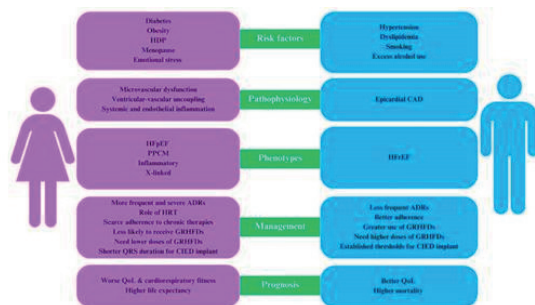 Diabetes
Obesity
HDP
Menopause
Emotional stress
Risk factors
Hypertension
Dyslipidemia
Smoking
Excess alcohol use
Microvascular dysfunction
Ventricular-vascular uncoupling
Systemic and endothelial inflammation
Pathophysiology
Epicardial CAD
HFpEF
PPCM
Inflammatory
X-linked
Phenotypes
HFrEF
More frequent and severe ADRs
Role of HRT
Scarce adherence to chronic therapies
Less likely to receive GRHFDs
Need lower doses of GRHFDs
Shorter QRS duration for CIED implant
Management
Less frequent ADRs
Better adherence
Greater use of GRHFDs
Need higher doses of GRHFDs
Established thresholds for CIED implant
Worse QoL & cardiorespiratory fitness
Higher life expectancy
Prognosis
Better QoL
Higher mortality